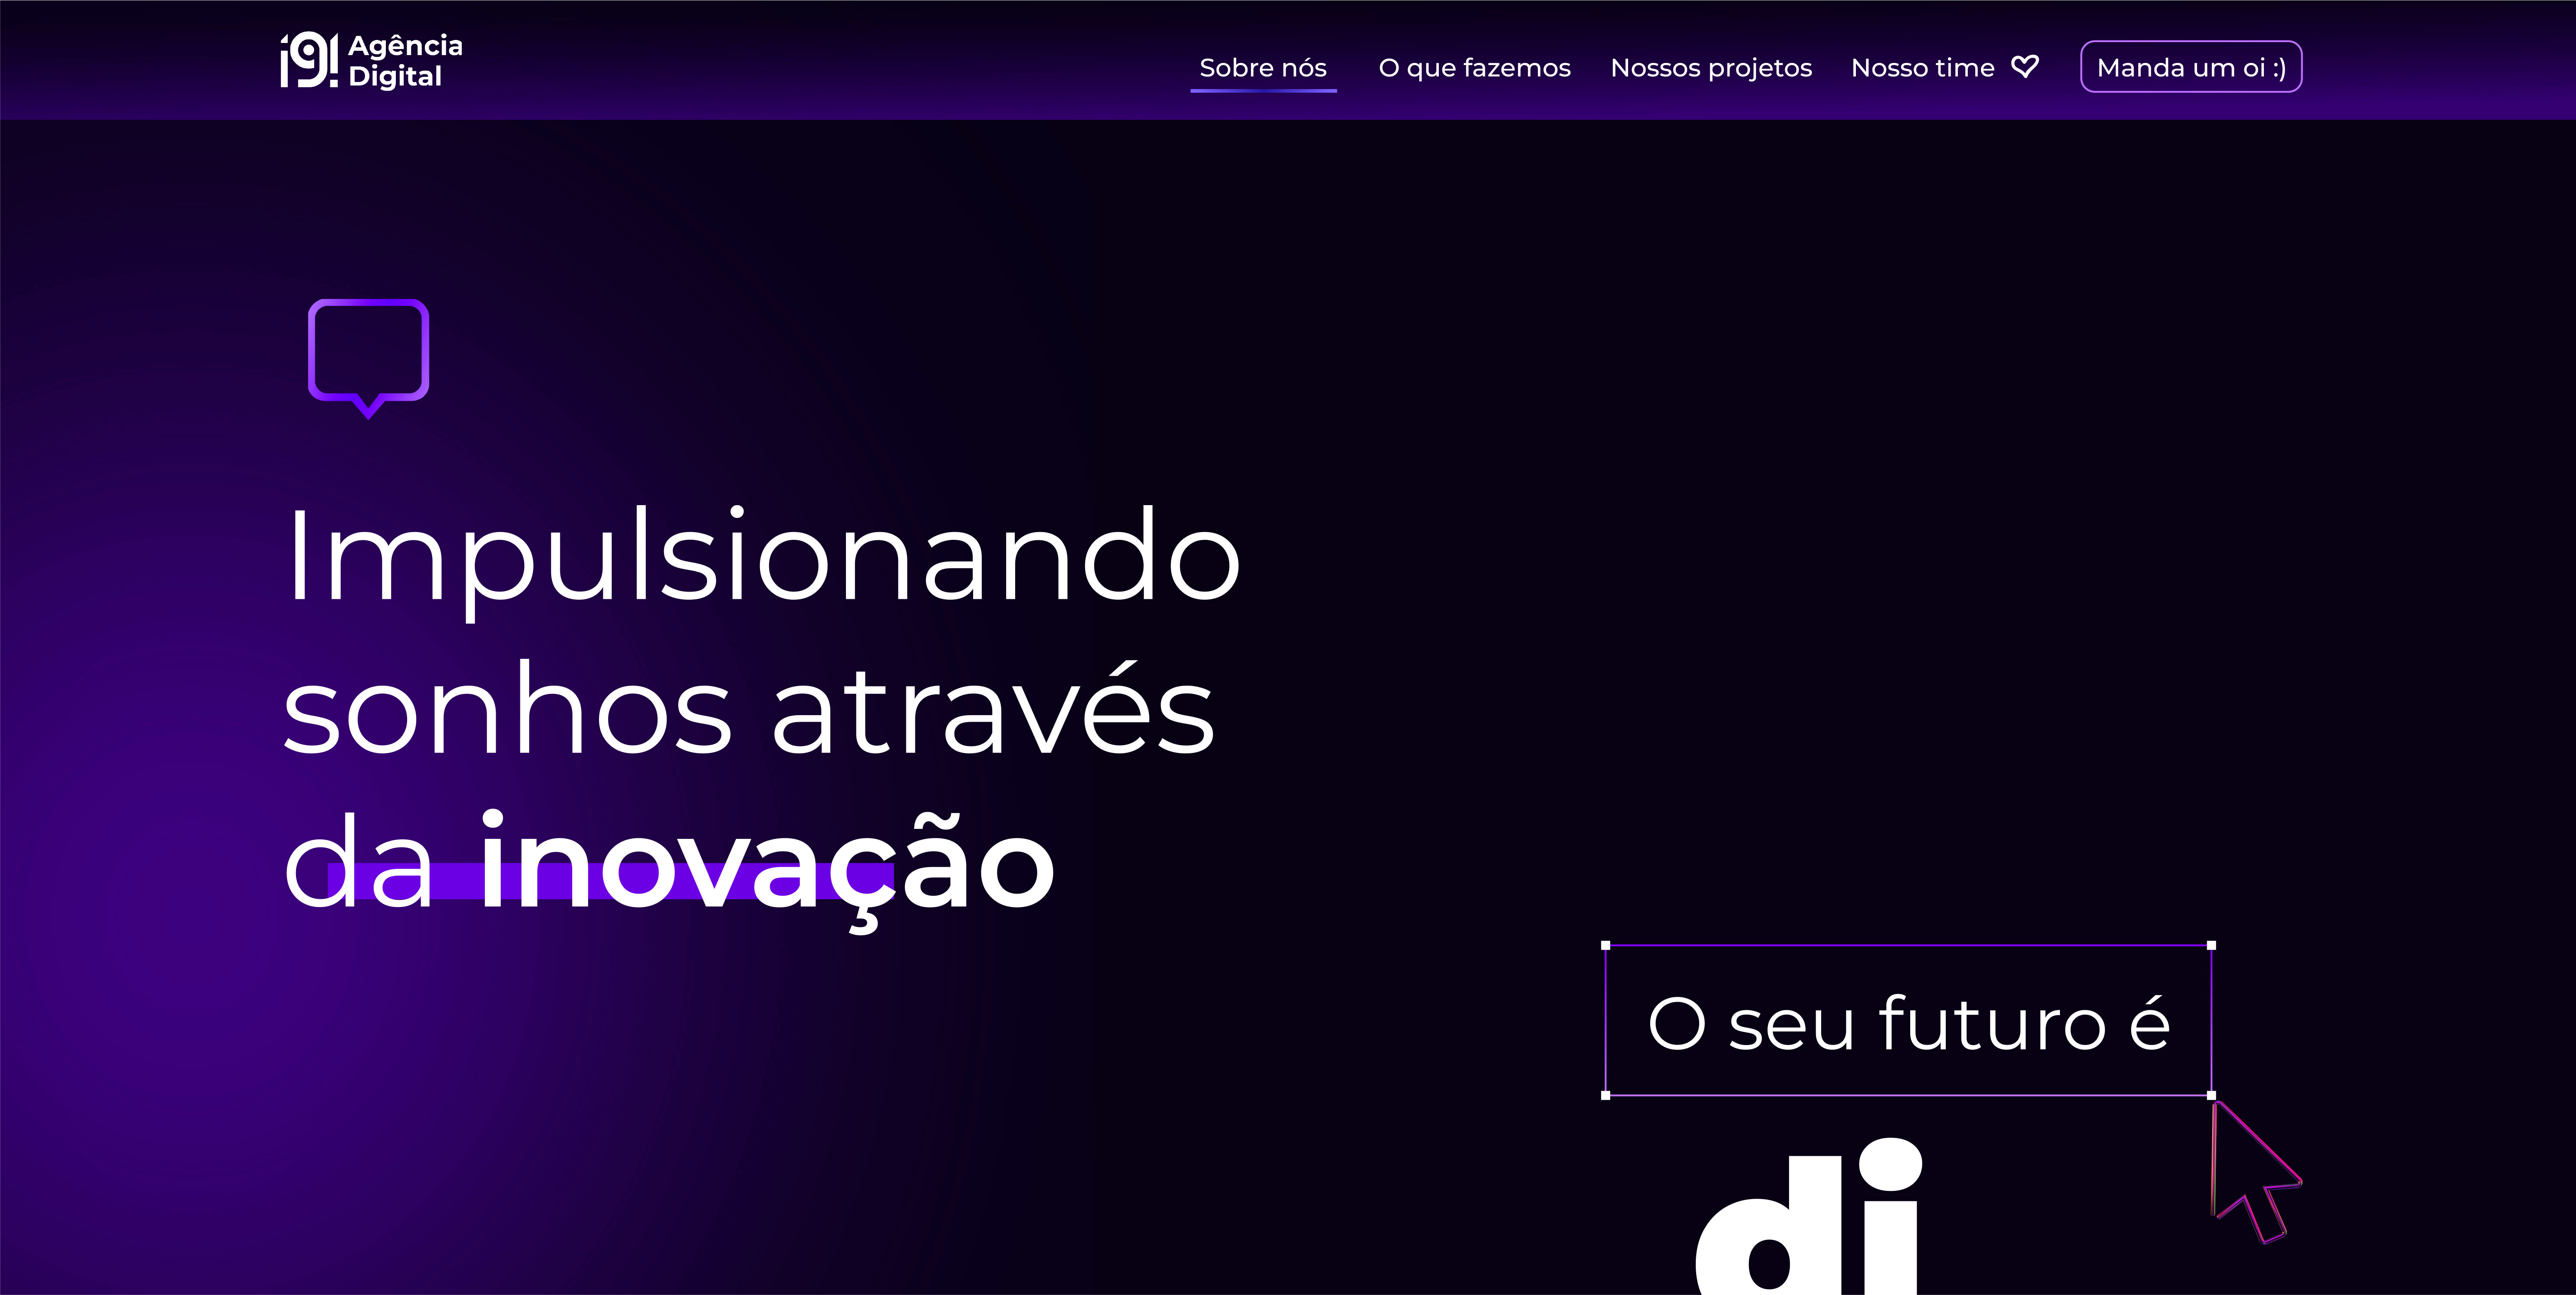 i9! Agência
Digital
Sobre nós O que fazemos Nossos projetos Nosso time Manda um oi :)
Impulsionando
sonhos através
da inovação
O seu futuro é
di